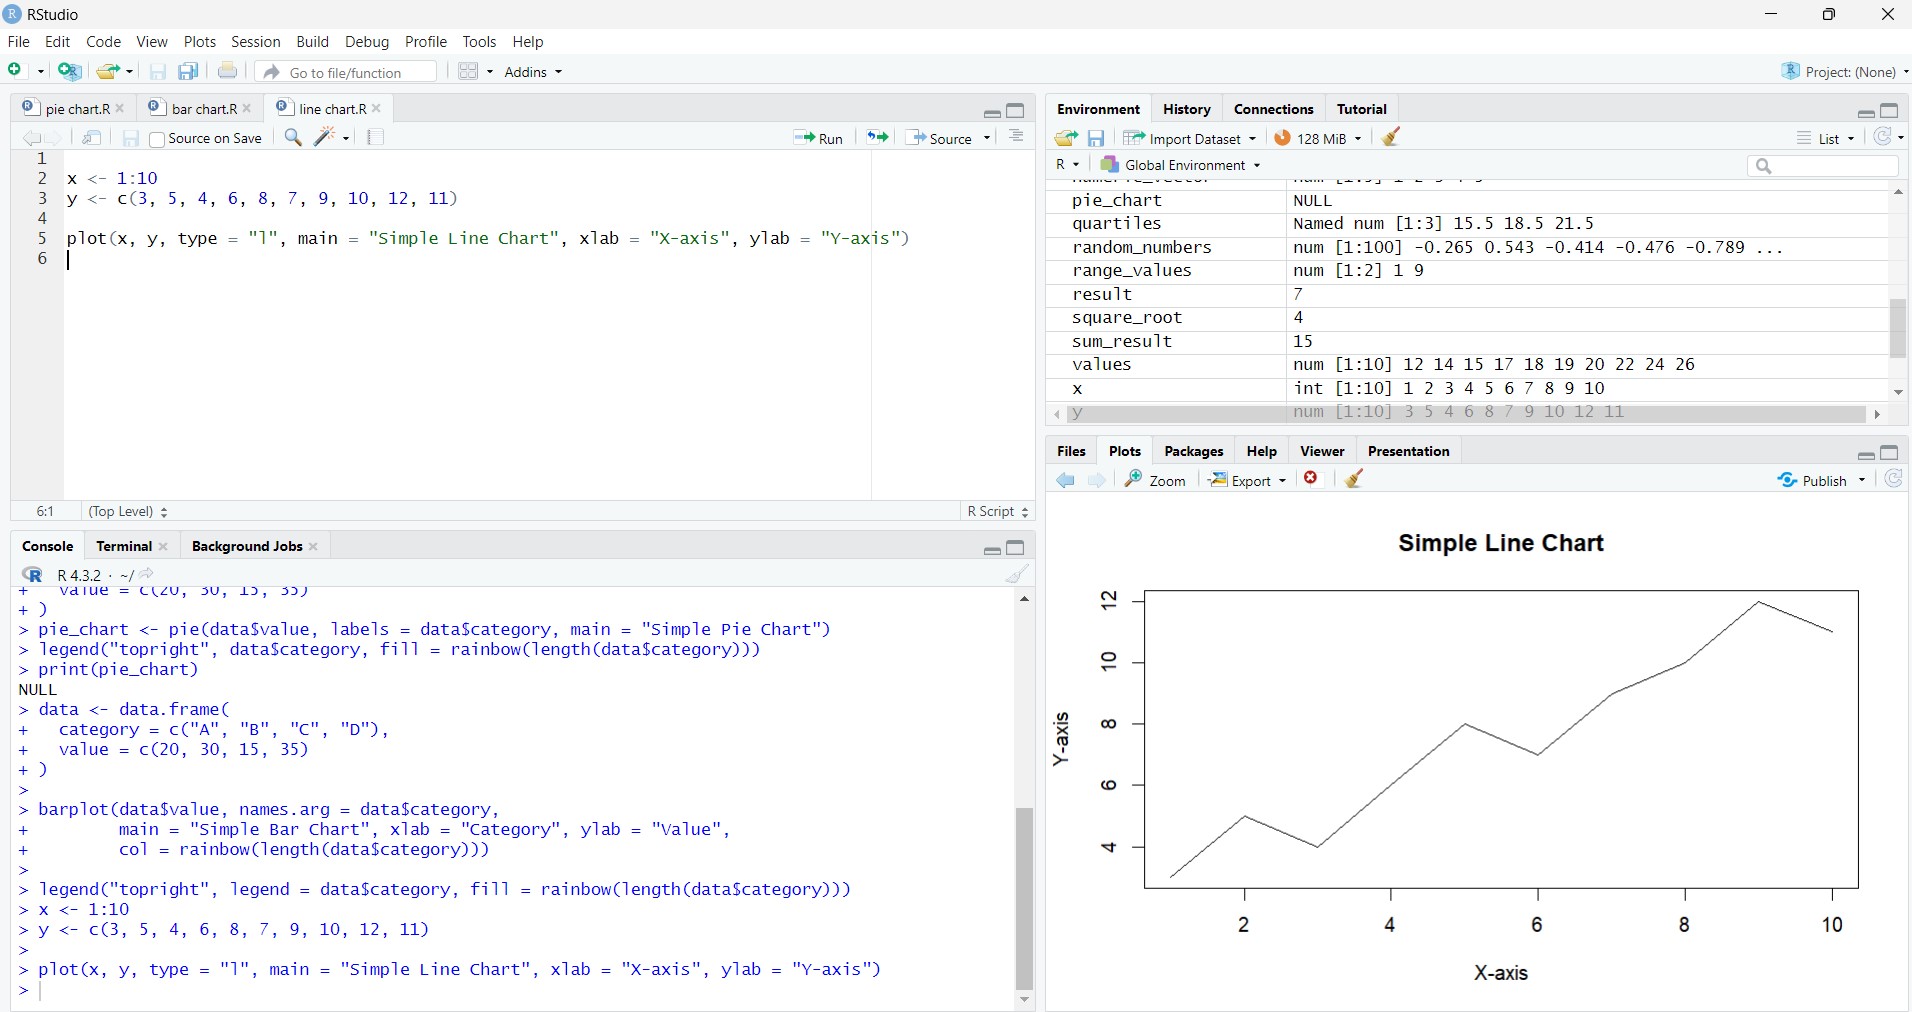 RStudio
File Edit Code View Plots Session Build Debug Profile Tools Help
Go to file/function Addins Project: (None)
pie chart.R bar chart.R line chart.R
Source on Save Run Source
1
2 x <- 1:10
3 y <- c(3, 5, 4, 6, 8, 7, 9, 10, 12, 11)
4
5 plot(x, y, type = "l", main = "Simple Line Chart", xlab = "X-axis", ylab = "Y-axis")
6
6:1 (Top Level) R Script
Console Terminal Background Jobs
R 4.3.2 · ~/
+ value = c(20, 30, 15, 35)
+ )
> pie_chart <- pie(data$value, labels = data$category, main = "Simple Pie Chart")
> legend("topright", data$category, fill = rainbow(length(data$category)))
> print(pie_chart)
NULL
> data <- data.frame(
+ category = c("A", "B", "C", "D"),
+ value = c(20, 30, 15, 35)
+ )
>
> barplot(data$value, names.arg = data$category,
+ main = "Simple Bar Chart", xlab = "Category", ylab = "Value",
+ col = rainbow(length(data$category)))
>
> legend("topright", legend = data$category, fill = rainbow(length(data$category)))
> x <- 1:10
> y <- c(3, 5, 4, 6, 8, 7, 9, 10, 12, 11)
>
> plot(x, y, type = "l", main = "Simple Line Chart", xlab = "X-axis", ylab = "Y-axis")
>
Environment History Connections Tutorial
Import Dataset 128 MiB List
R Global Environment
pie_chart NULL
quartiles Named num [1:3] 15.5 18.5 21.5
random_numbers num [1:100] -0.265 0.543 -0.414 -0.476 -0.789 ...
range_values num [1:2] 1 9
result 7
square_root 4
sum_result 15
values num [1:10] 12 14 15 17 18 19 20 22 24 26
x int [1:10] 1 2 3 4 5 6 7 8 9 10
y num [1:10] 3 5 4 6 8 7 9 10 12 11
Files Plots Packages Help Viewer Presentation
Zoom Export Publish
Simple Line Chart
Y-axis
12
10
8
6
4
2 4 6 8 10
X-axis